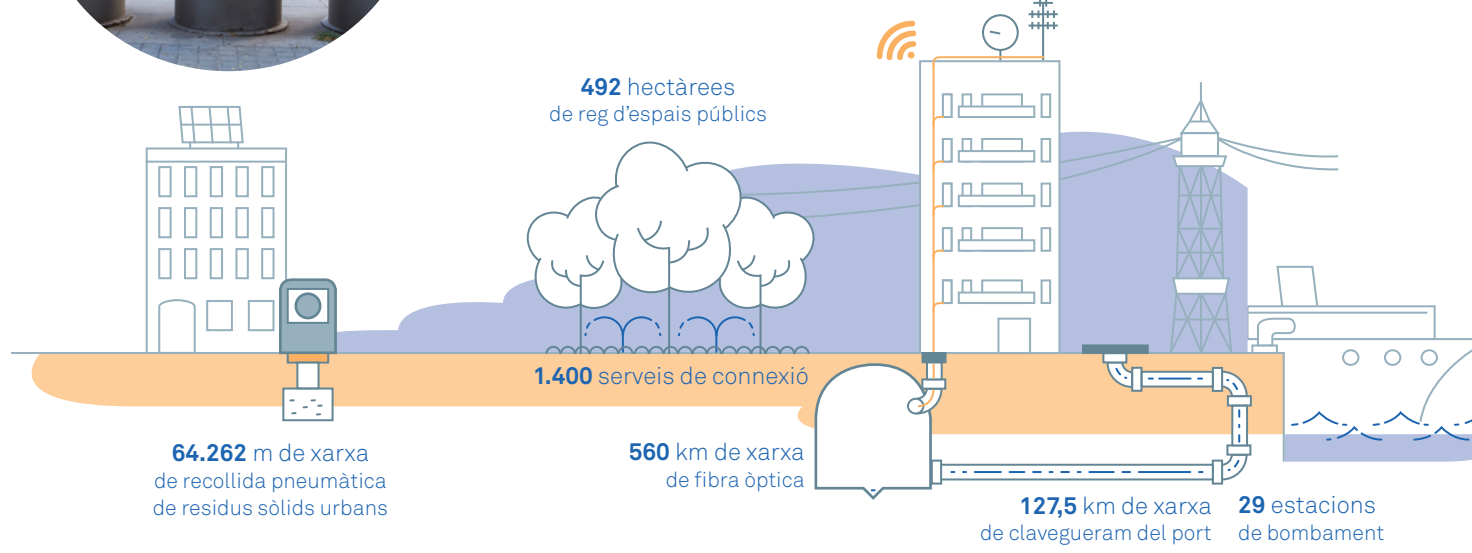 492 hectàrees
de reg d'espais públics
1.400 serveis de connexió
64.262 m de xarxa
de recollida pneumàtica
de residus sòlids urbans
560 km de xarxa
de fibra òptica
127,5 km de xarxa
de clavegueram del port
29 estacions
de bombament